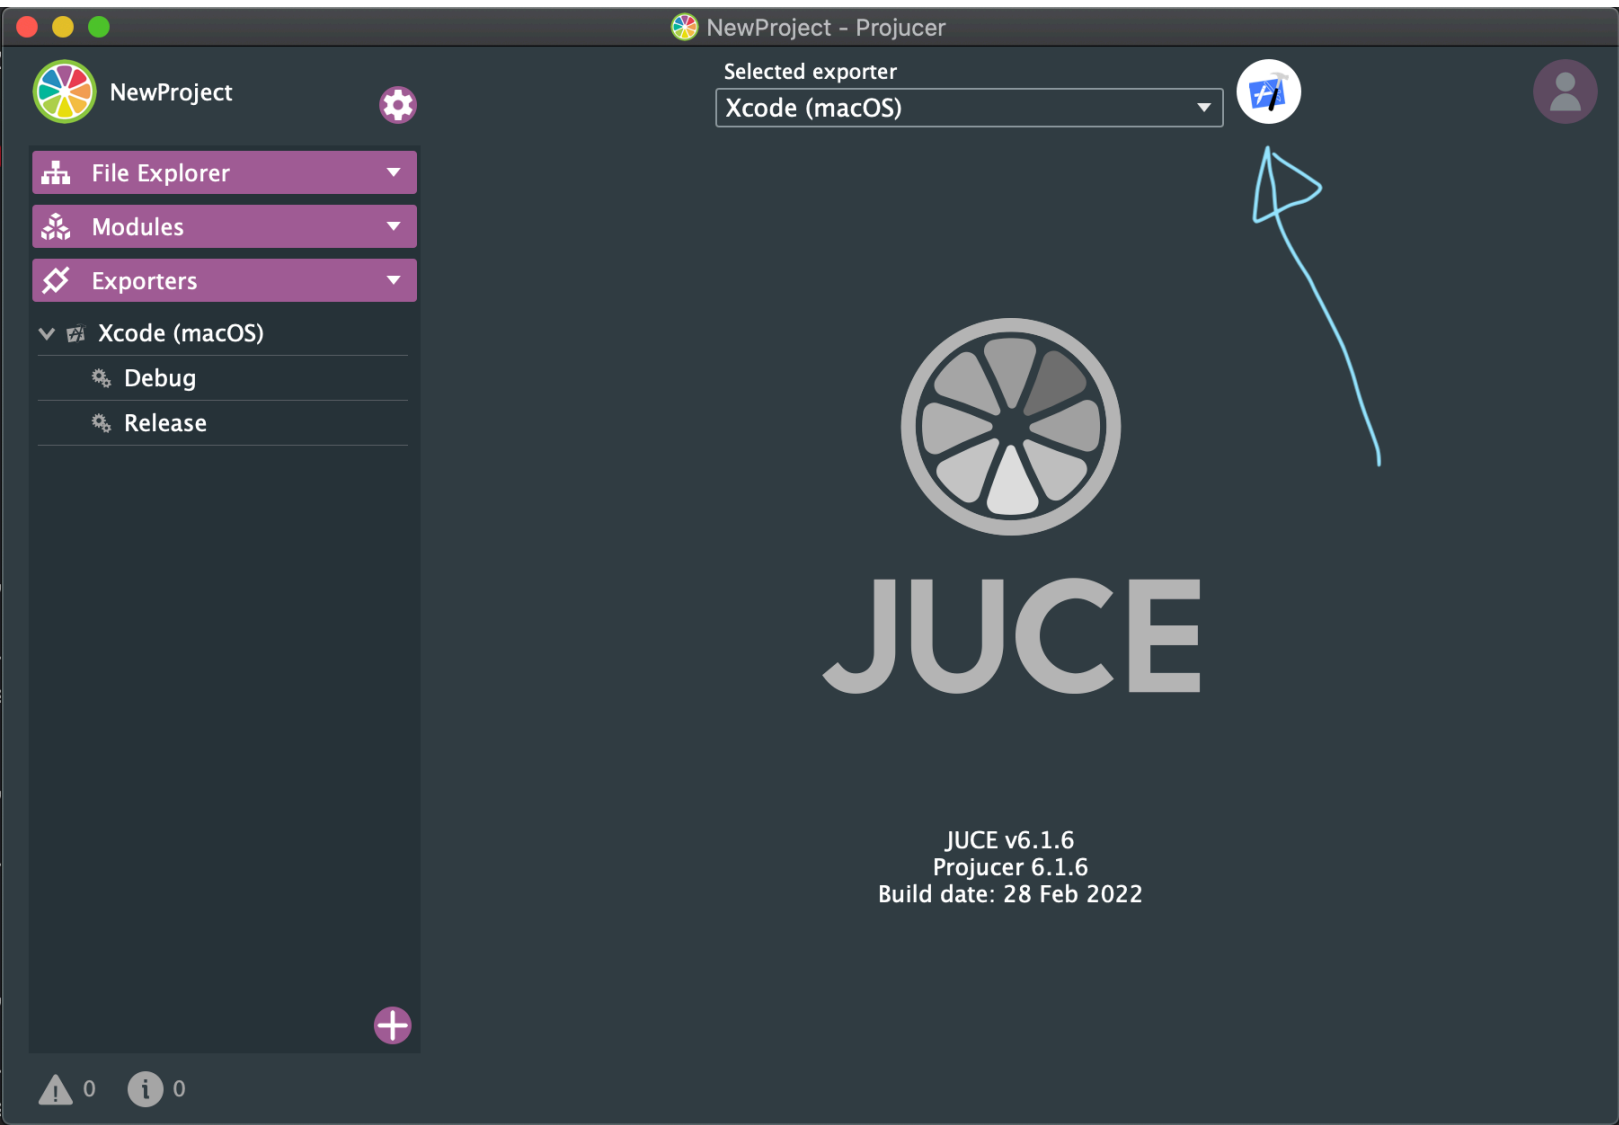 NewProject - Projucer
NewProject
Selected exporter
Xcode (macOS)
File Explorer
Modules
Exporters
Xcode (macOS)
Debug
Release
JUCE
JUCE v6.1.6
Projucer 6.1.6
Build date: 28 Feb 2022
0
0